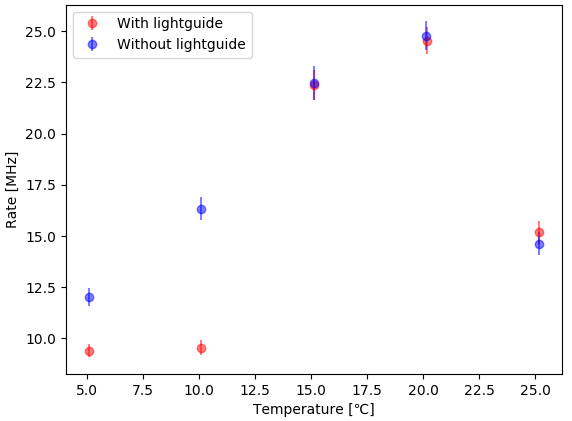 With lightguide
Without lightguide
25.0
22.5
20.0
17.5
15.0
12.5
10.0
Rate [MHz]
5.0 7.5 10.0 12.5 15.0 17.5 20.0 22.5 25.0
Temperature [℃]